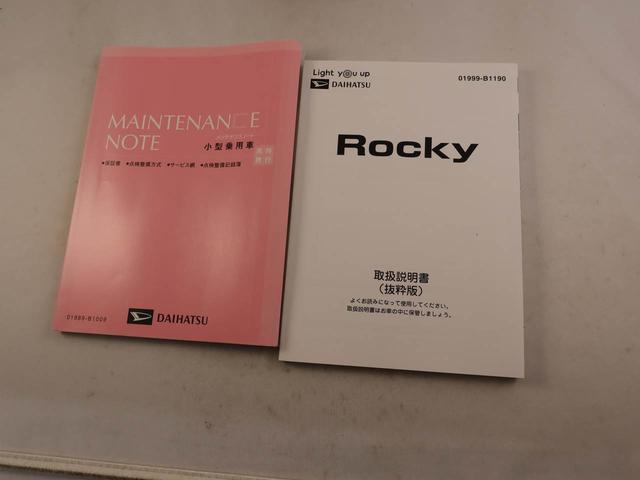 MAINTENANCE
NOTE
メンテナンスノート
小型乗用車
•保証書 •点検整備方式 •サービス網 •点検整備記録簿
01989-B1009
DAIHATSU
Light you up
DAIHATSU
01999-B1190
Rocky
取扱説明書
(抜粋版)
よくお読みになって使用してください。
取扱説明書はお車の中に保管しましょう。